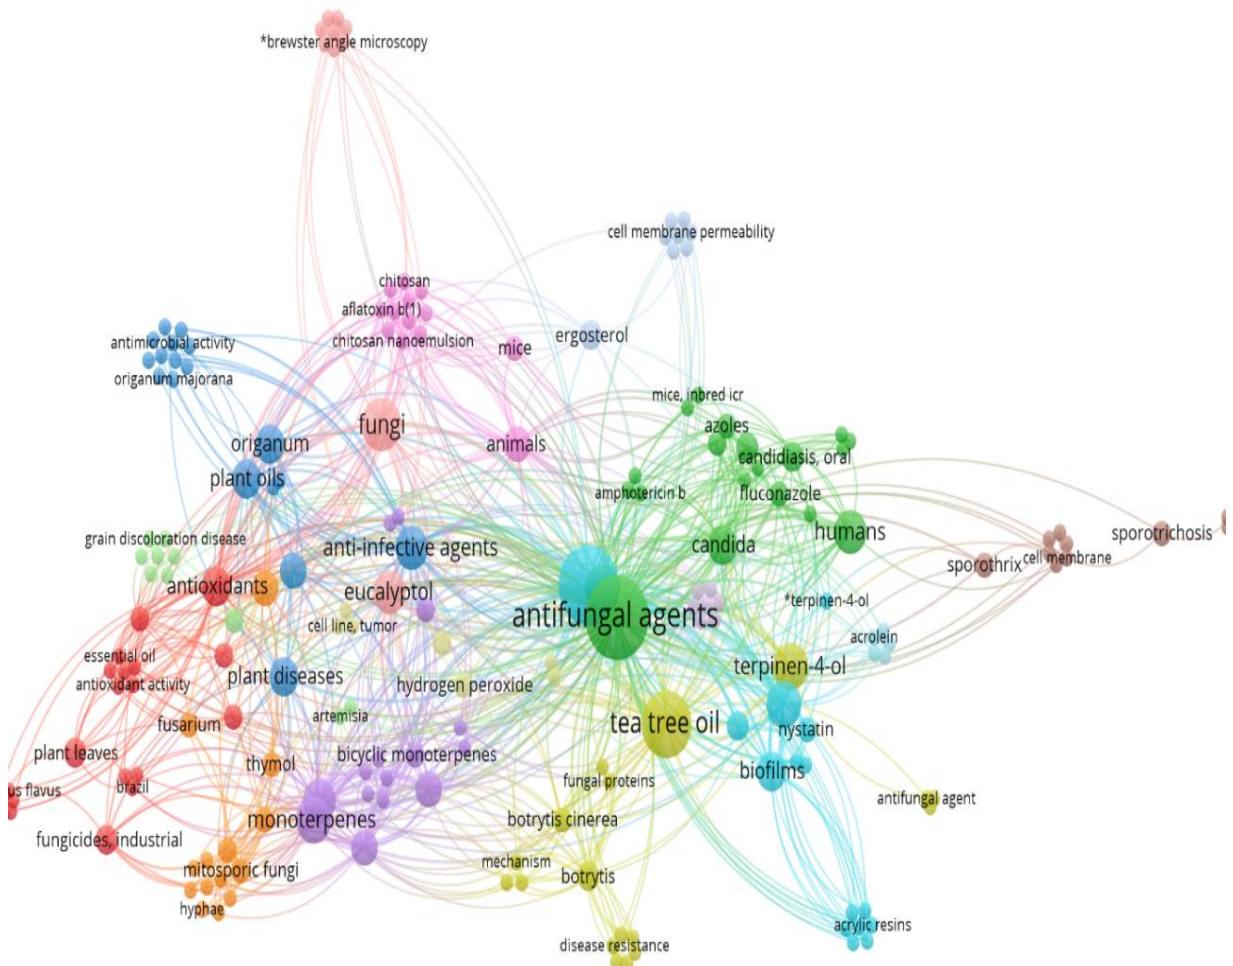 *brewster angle microscopy
cell membrane permeability
chitosan
aflatoxin b(1)
chitosan nanoemulsion
mice
ergosterol
antimicrobial activity
origanum majorana
mice, inbred icr
azoles
fungi
origanum
animals
candidiasis, oral
plant oils
amphotericin b
fluconazole
grain discoloration disease
anti-infective agents
candida
humans
sporotrichosis
sporothrix
cell membrane
antioxidants
eucalyptol
*terpinen-4-ol
antifungal agents
cell line, tumor
acrolein
essential oil
antioxidant activity
plant diseases
hydrogen peroxide
terpinen-4-ol
artemisia
fusarium
tea tree oil
nystatin
plant leaves
thymol
bicyclic monoterpenes
biofilms
us flavus
brazil
fungal proteins
antifungal agent
monoterpenes
botrytis cinerea
fungicides, industrial
mitosporic fungi
mechanism
botrytis
hyphae
acrylic resins
disease resistance